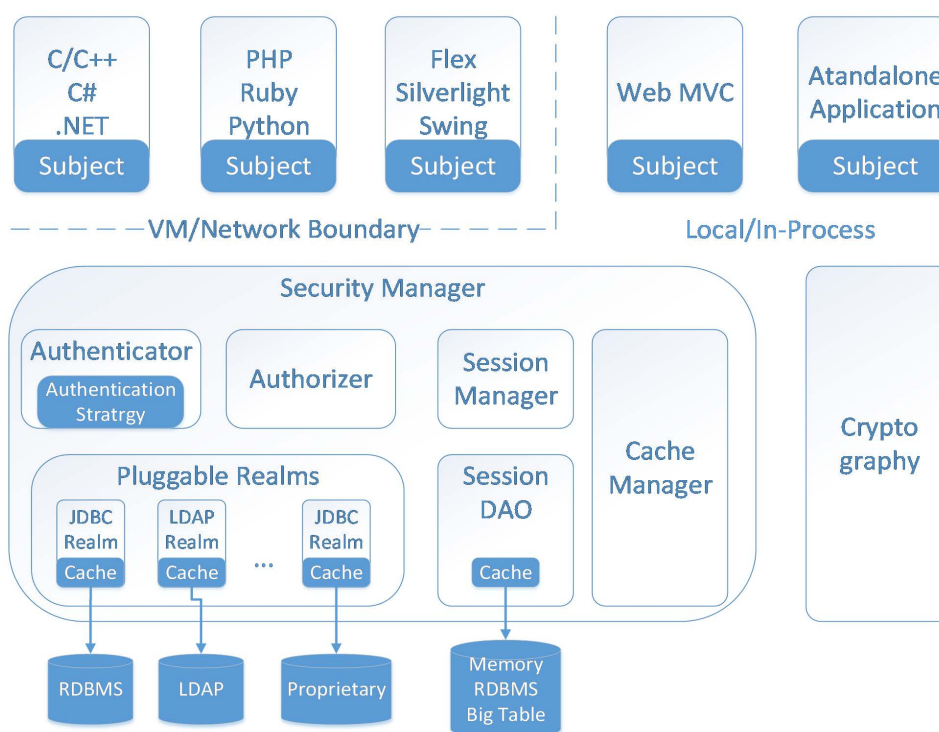 C/C++
C#
.NET
Subject
PHP
Ruby
Python
Subject
Flex
Silverlight
Swing
Subject
Web MVC
Subject
Atandalone
Application
Subject
VM/Network Boundary
Local/In-Process
Security Manager
Authenticator
Authentication
Stratrgy
Authorizer
Session
Manager
Cache
Manager
Crypto
graphy
Pluggable Realms
JDBC
Realm
Cache
LDAP
Realm
Cache
...
JDBC
Realm
Cache
Session
DAO
Cache
RDBMS
LDAP
Proprietary
Memory
RDBMS
Big Table